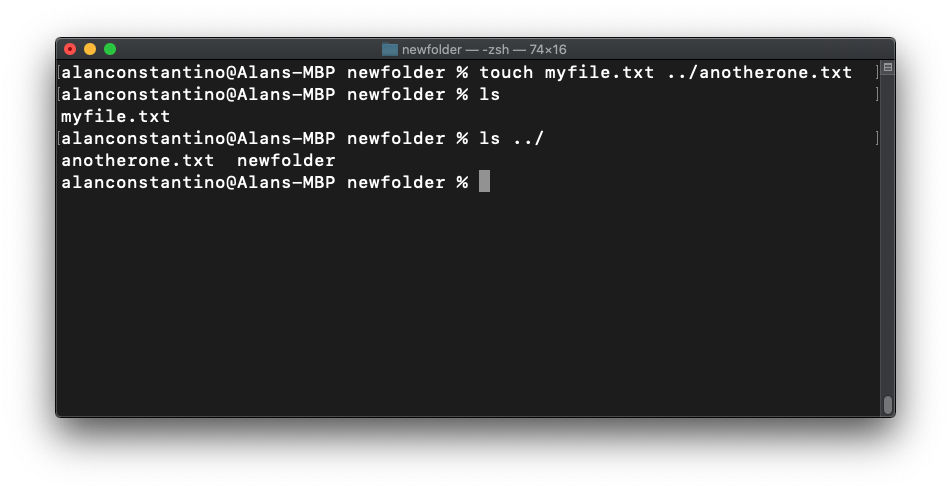 newfolder — -zsh — 74×16
[alanconstantino@Alans-MBP newfolder % touch myfile.txt ../anotherone.txt ]
[alanconstantino@Alans-MBP newfolder % ls ]
myfile.txt
[alanconstantino@Alans-MBP newfolder % ls ../ ]
anotherone.txt  newfolder
alanconstantino@Alans-MBP newfolder %